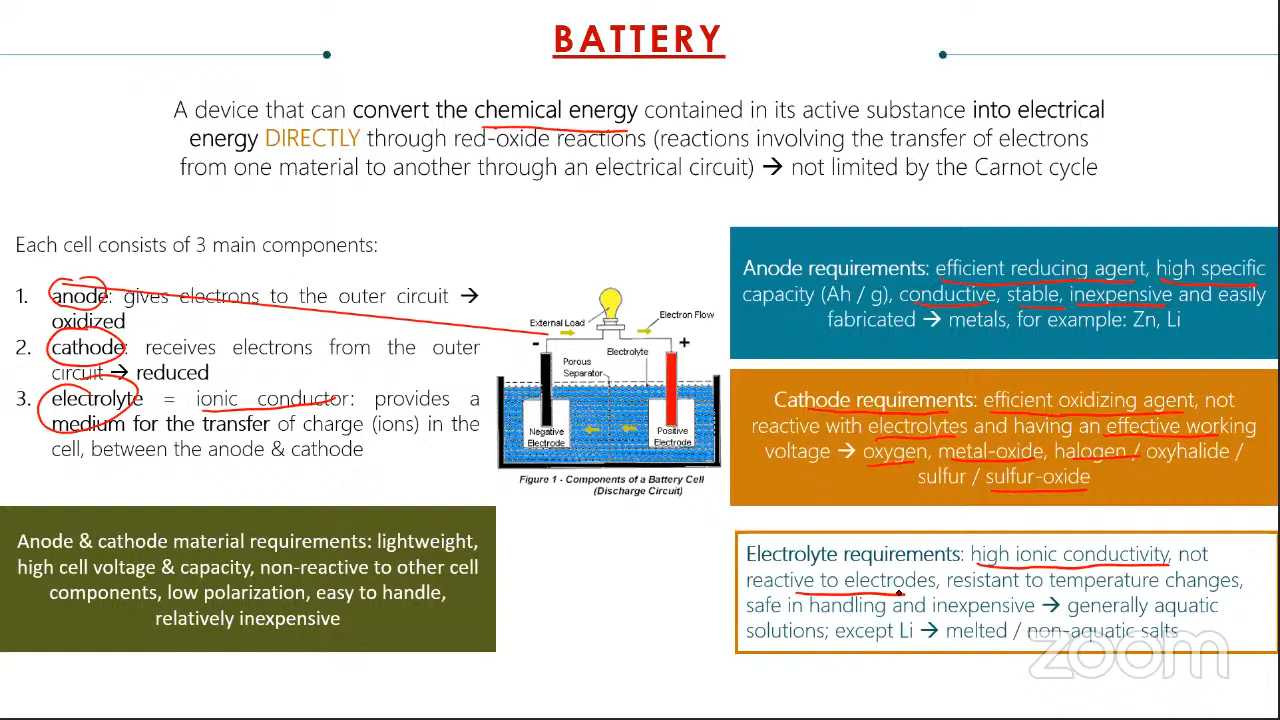 BATTERY
A device that can convert the chemical energy contained in its active substance into electrical
energy DIRECTLY through red-oxide reactions (reactions involving the transfer of electrons
from one material to another through an electrical circuit) → not limited by the Carnot cycle
Each cell consists of 3 main components:
1. anode: gives electrons to the outer circuit →
oxidized
2. cathode: receives electrons from the outer
circuit → reduced
3. electrolyte = ionic conductor: provides a
medium for the transfer of charge (ions) in the
cell, between the anode & cathode
Anode & cathode material requirements: lightweight,
high cell voltage & capacity, non-reactive to other cell
components, low polarization, easy to handle,
relatively inexpensive
External Load
Electron Flow
-
+
Electrolyte
Porous
Separator
Negative
Electrode
Positive
Electrode
Figure 1 - Components of a Battery Cell
(Discharge Circuit)
Anode requirements: efficient reducing agent, high specific
capacity (Ah / g), conductive, stable, inexpensive and easily
fabricated → metals, for example: Zn, Li
Cathode requirements: efficient oxidizing agent, not
reactive with electrolytes and having an effective working
voltage → oxygen, metal-oxide, halogen / oxyhalide /
sulfur / sulfur-oxide
Electrolyte requirements: high ionic conductivity, not
reactive to electrodes, resistant to temperature changes,
safe in handling and inexpensive → generally aquatic
solutions; except Li → melted / non-aquatic salts
zoom